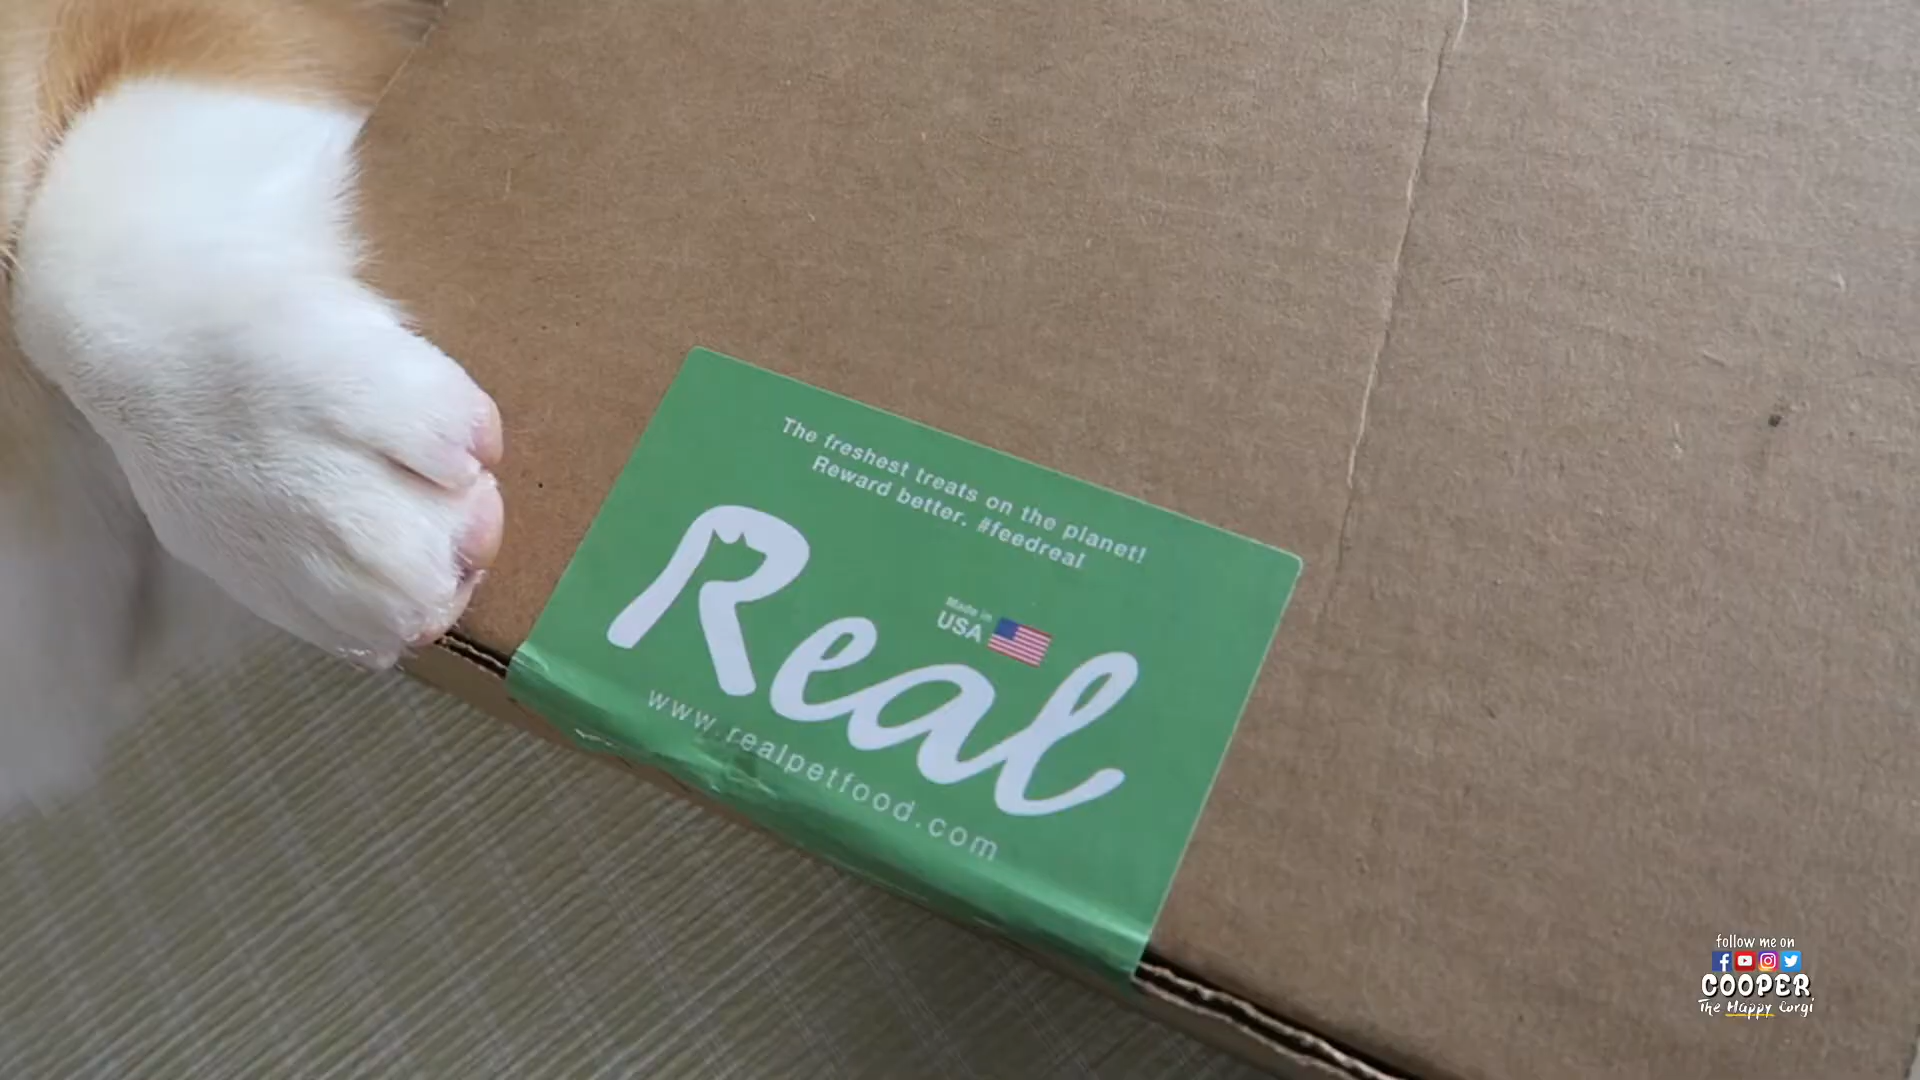 The freshest treats on the planet!
Reward better. #feedreal
Made in
USA
Real
www.realpetfood.com
follow me on
COOPER
The Happy Corgi